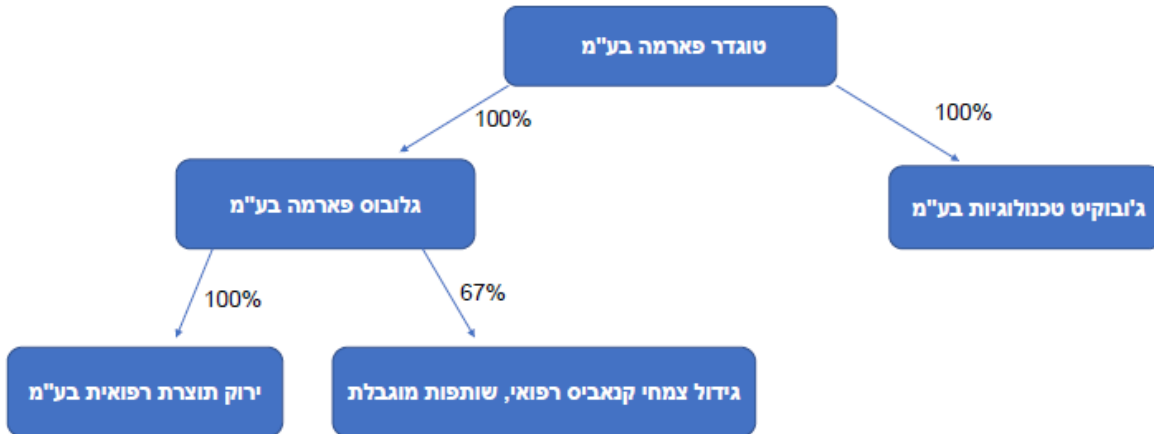 טוגדר פארמה בע"מ
100%
100%
גלובוס פארמה בע"מ
ג'ובוקיט טכנולוגיות בע"מ
100%
67%
ירוק תוצרת רפואית בע"מ
גידול צמחי קנאביס רפואי, שותפות מוגבלת